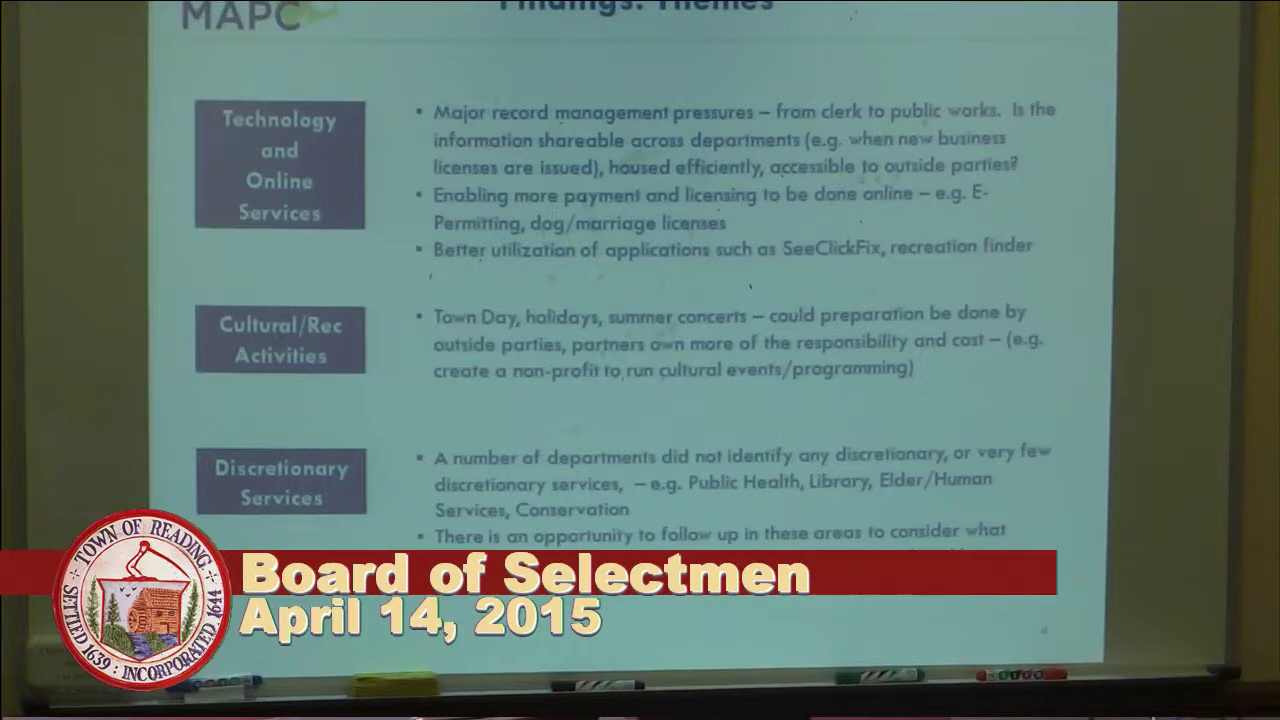 MAPC
Findings: Themes
Technology
and
Online
Services
• Major record management pressures – from clerk to public works. Is the
information shareable across departments (e.g. when new business
licenses are issued), housed efficiently, accessible to outside parties?
• Enabling more payment and licensing to be done online – e.g. E-
Permitting, dog/marriage licenses
• Better utilization of applications such as SeeClickFix, recreation finder
Cultural/Rec
Activities
• Town Day, holidays, summer concerts – could preparation be done by
outside parties, partners own more of the responsibility and cost – (e.g.
create a non-profit to run cultural events/programming)
Discretionary
Services
• A number of departments did not identify any discretionary, or very few
discretionary services, – e.g. Public Health, Library, Elder/Human
Services, Conservation
• There is an opportunity to follow up in these areas to consider what
TOWN OF READING
SETTLED 1639 : INCORPORATED 1644
Board of Selectmen
April 14, 2015